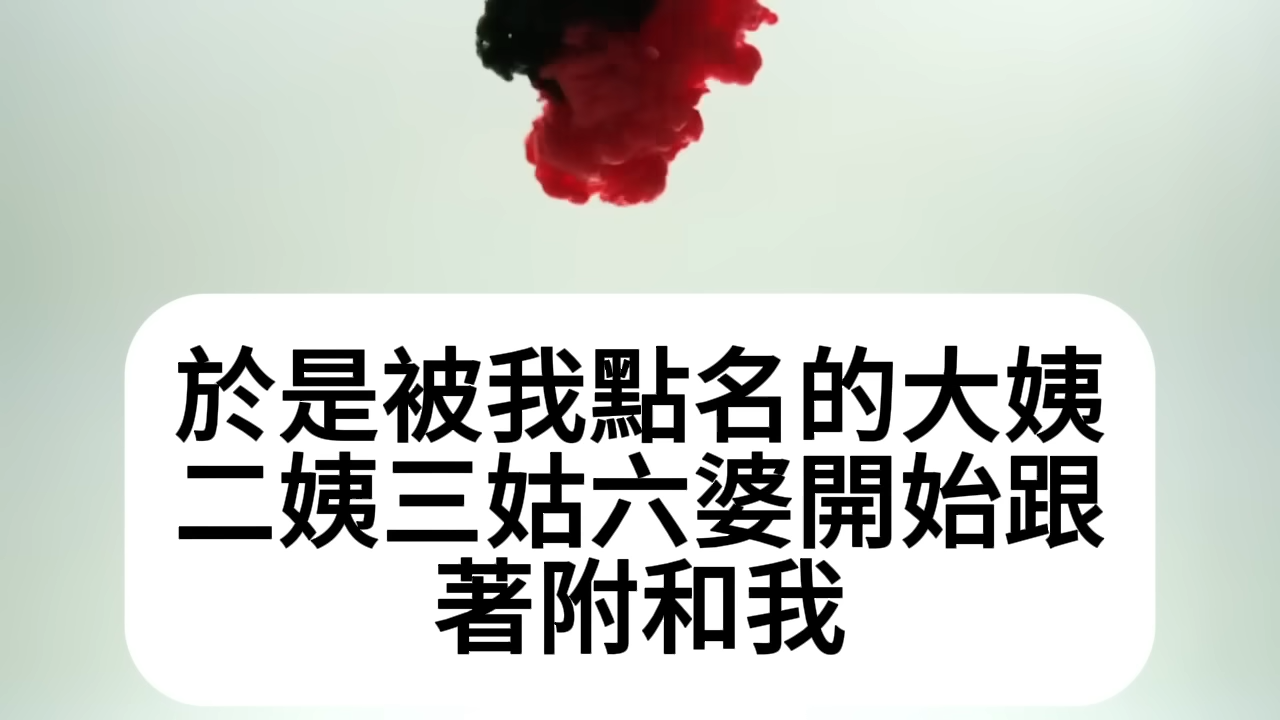 於是被我點名的大姨
二姨三姑六婆開始跟
著附和我